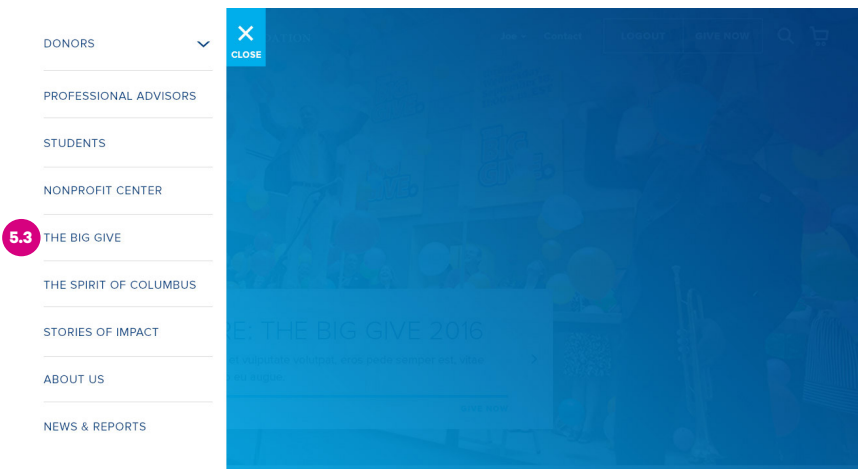 DONORS
CLOSE
Contact
LOGOUT
GIVE NOW
PROFESSIONAL ADVISORS
STUDENTS
NONPROFIT CENTER
5.3
THE BIG GIVE
THE SPIRIT OF COLUMBUS
STORIES OF IMPACT
ABOUT US
NEWS & REPORTS
RE: THE BIG GIVE 2016